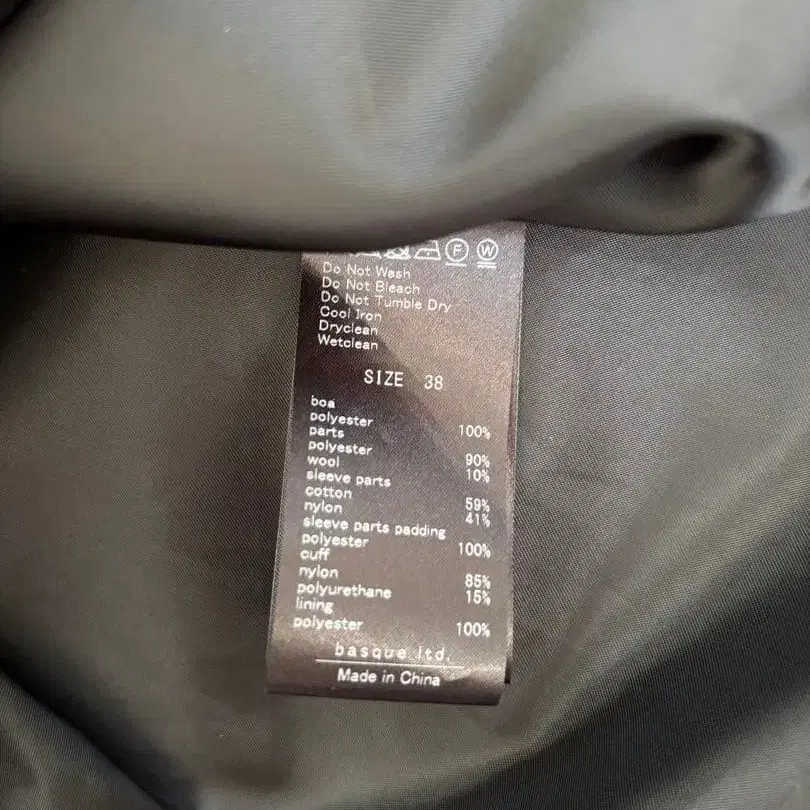 F W
Do Not Wash
Do Not Bleach
Do Not Tumble Dry
Cool Iron
Dryclean
Wetclean
SIZE 38
boa
polyester 100%
parts
polyester 90%
wool 10%
sleeve parts
cotton 59%
nylon 41%
sleeve parts padding
polyester 100%
cuff
nylon 85%
polyurethane 15%
lining
polyester 100%
basque ltd.
Made in China